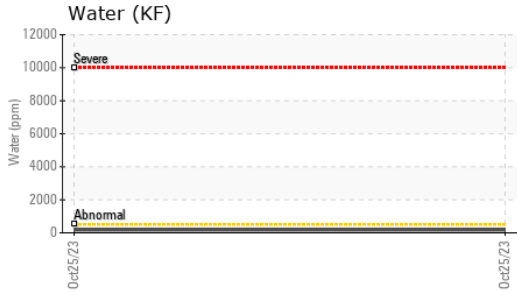 Water (KF)
12000
Severe
10000
8000
6000
Water (ppm)
4000
2000
Abnormal
0
Oct25/23
Oct25/23